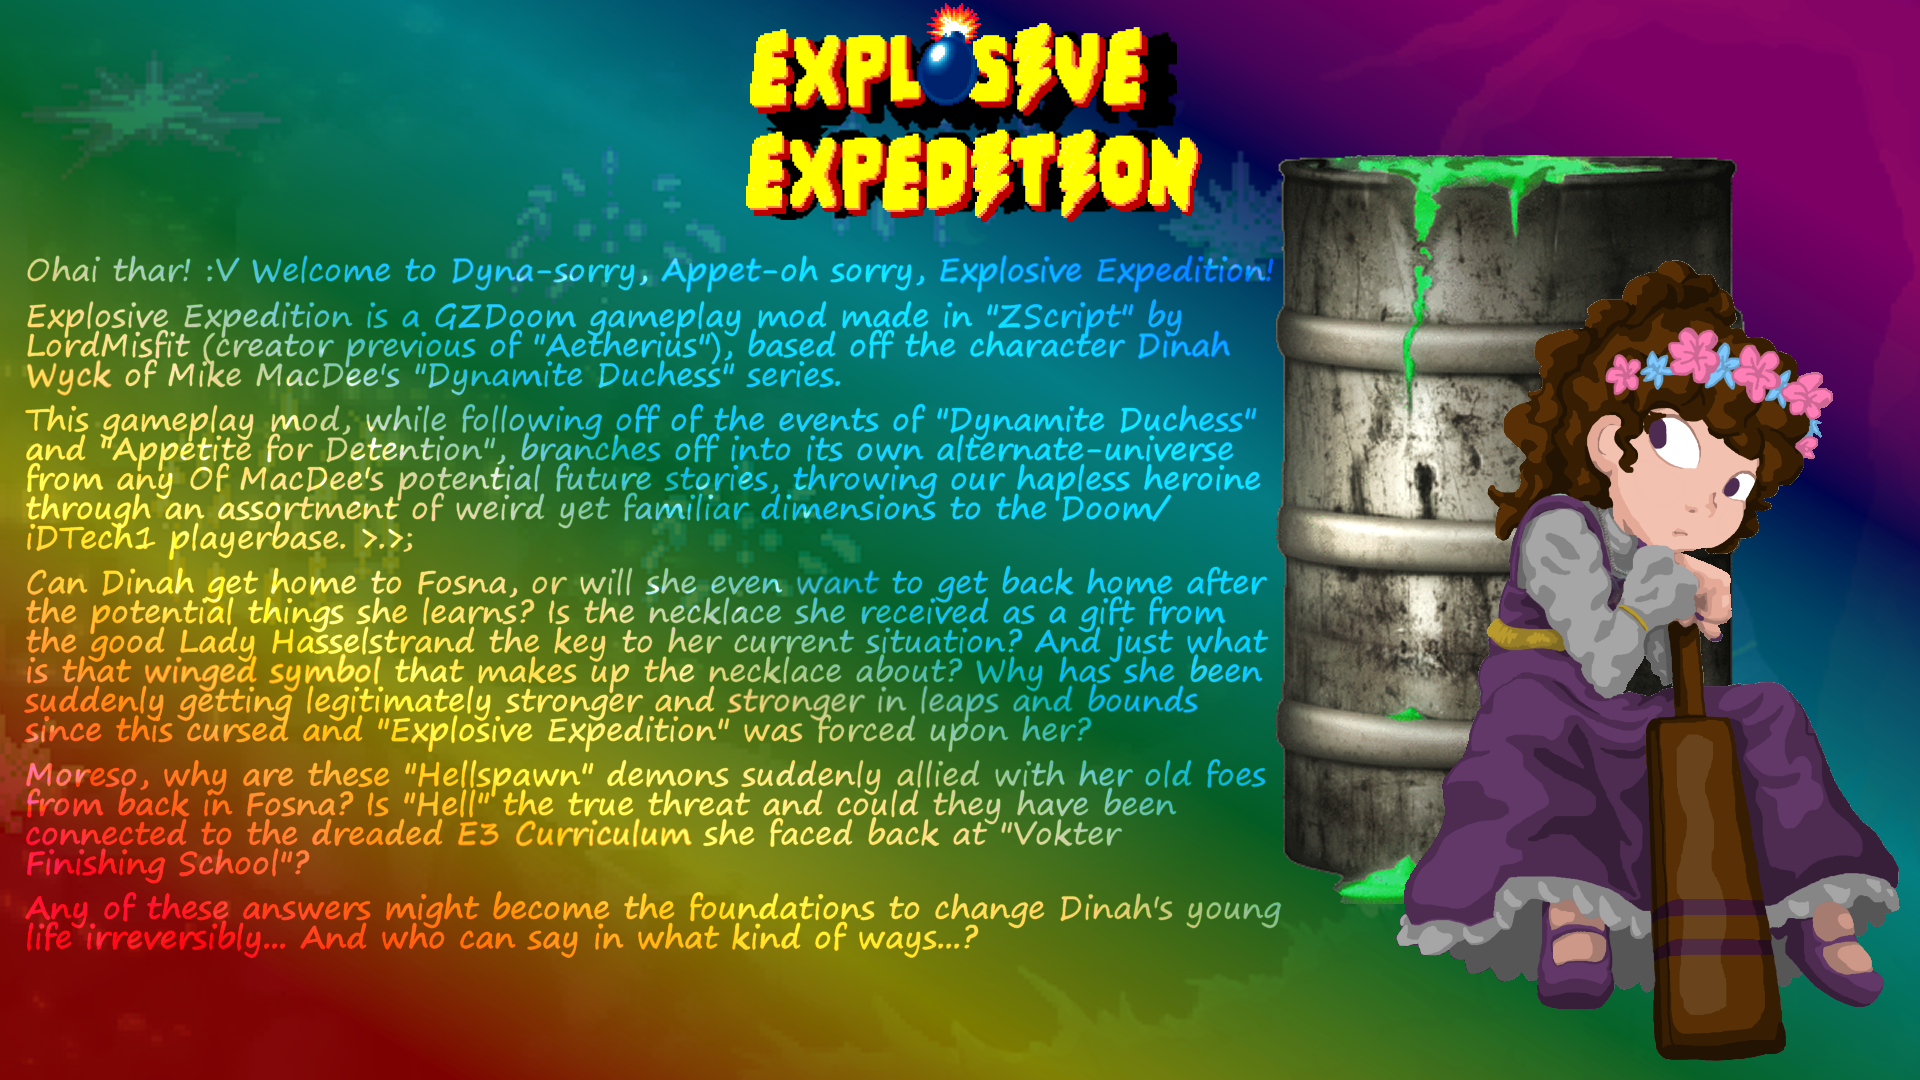 EXPLOSIVE
EXPEDITION
Ohai thar! :V Welcome to Dyna-sorry, Appet-oh sorry, Explosive Expedition!
Explosive Expedition is a GZDoom gameplay mod made in "ZScript" by
LordMisfit (creator previous of "Aetherius"), based off the character Dinah
Wyck of Mike MacDee's "Dynamite Duchess" series.
This gameplay mod, while following off of the events of "Dynamite Duchess"
and "Appetite for Detention", branches off into its own alternate-universe
from any Of MacDee's potential future stories, throwing our hapless heroine
through an assortment of weird yet familiar dimensions to the Doom/
iDTech1 playerbase. >.>;
Can Dinah get home to Fosna, or will she even want to get back home after
the potential things she learns? Is the necklace she received as a gift from
the good Lady Hasselstrand the key to her current situation? And just what
is that winged symbol that makes up the necklace about? Why has she been
suddenly getting legitimately stronger and stronger in leaps and bounds
since this cursed and "Explosive Expedition" was forced upon her?
Moreso, why are these "Hellspawn" demons suddenly allied with her old foes
from back in Fosna? Is "Hell" the true threat and could they have been
connected to the dreaded E3 Curriculum she faced back at "Vokter
Finishing School"?
Any of these answers might become the foundations to change Dinah's young
life irreversibly... And who can say in what kind of ways...?